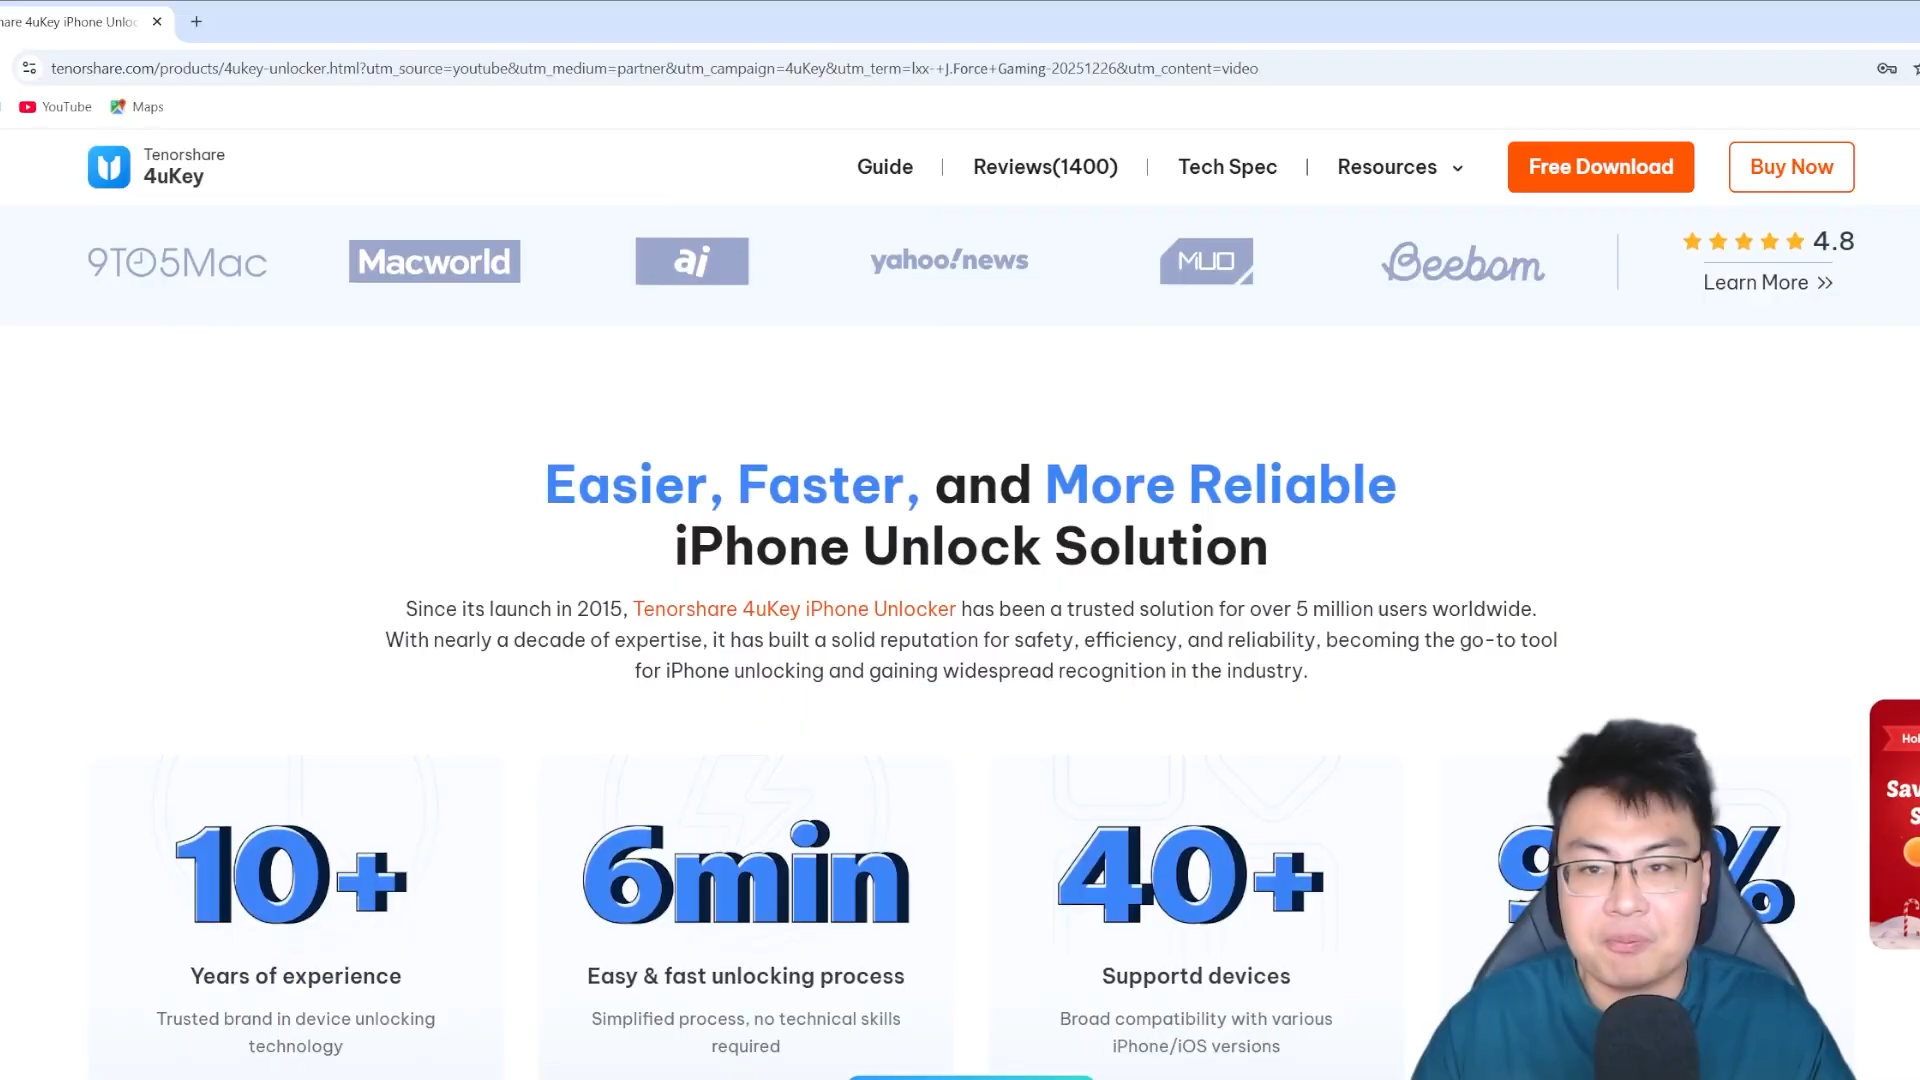 nare 4uKey iPhone Unloc
tenorshare.com/products/4ukey-unlocker.html?utm_source=youtube&utm_medium=partner&utm_campaign=4uKey&utm_term=lxx-+J.Force+Gaming-20251226&utm_content=video
YouTube Maps
Tenorshare
4uKey
Guide Reviews(1400) Tech Spec Resources Free Download Buy Now
9TO5Mac Macworld ai yahoo!news MUO Beebom 4.8
Learn More >>
Easier, Faster, and More Reliable
iPhone Unlock Solution
Since its launch in 2015, Tenorshare 4uKey iPhone Unlocker has been a trusted solution for over 5 million users worldwide.
With nearly a decade of expertise, it has built a solid reputation for safety, efficiency, and reliability, becoming the go-to tool
for iPhone unlocking and gaining widespread recognition in the industry.
Hol
Sav
S
10+ 6min 40+ 9 %
Years of experience Easy & fast unlocking process Supportd devices
Trusted brand in device unlocking Simplified process, no technical skills Broad compatibility with various
technology required iPhone/iOS versions